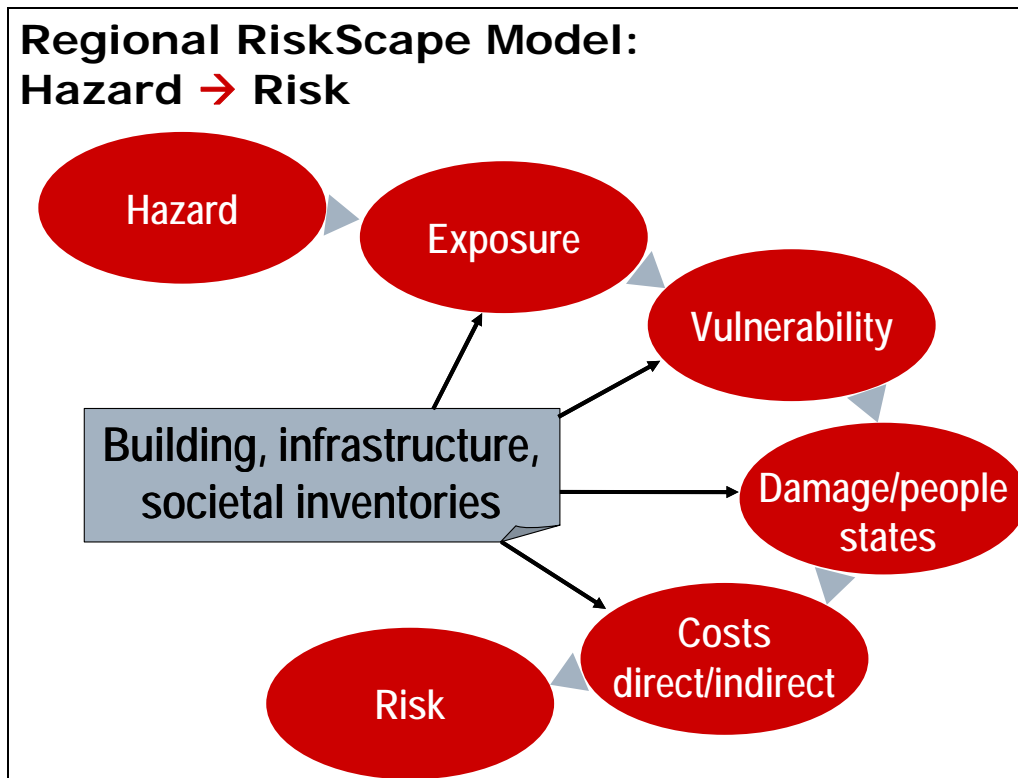 Regional RiskScape Model:
Hazard → Risk
Hazard
Exposure
Vulnerability
Building, infrastructure,
societal inventories
Damage/people
states
Costs
direct/indirect
Risk